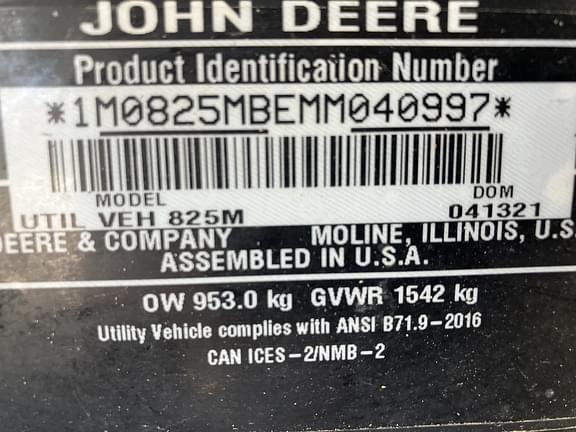 JOHN DEERE
Product Identification Number
*1M0825MBEMM040997*
MODEL DOM
UTIL VEH 825M 041321
DEERE & COMPANY MOLINE, ILLINOIS, U.S.
ASSEMBLED IN U.S.A.
OW 953.0 kg GVWR 1542 kg
Utility Vehicle complies with ANSI B71.9-2016
CAN ICES-2/NMB-2